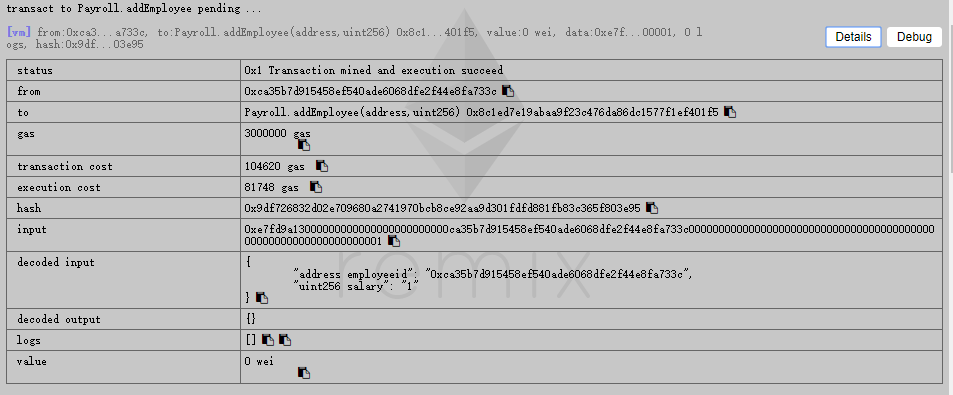 transact to Payroll.addEmployee pending ...
[vm] from:0xca3...a733c, to:Payroll.addEmployee(address,uint256) 0x8c1...401f5, value:0 wei, data:0xe7f...00001, 0 l
ogs, hash:0x9df...03e95
Details
Debug
status 0x1 Transaction mined and execution succeed
from 0xca35b7d915458ef540ade6068dfe2f44e8fa733c
to Payroll.addEmployee(address,uint256) 0x8c1ed7e19abaa9f23c476da86dc1577f1ef401f5
gas 3000000 gas
transaction cost 104620 gas
execution cost 81748 gas
hash 0x9df726832d02e709680a2741970bcb8ce92aa9d301fdfd881fb83c365f803e95
input 0xe7fd9a13000000000000000000000000ca35b7d915458ef540ade6068dfe2f44e8fa733c00000000000000000000000000000000000000000
00000000000000000000001
decoded input {
"address employeeid": "0xca35b7d915458ef540ade6068dfe2f44e8fa733c",
"uint256 salary": "1"
}
decoded output {}
logs []
value 0 wei
remix